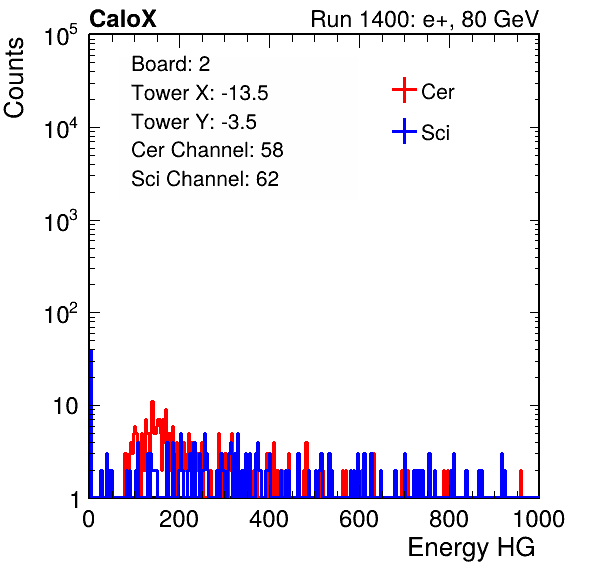 CaloX Run 1400: e+, 80 GeV
Counts
Board: 2
Tower X: -13.5
Tower Y: -3.5
Cer Channel: 58
Sci Channel: 62
Cer
Sci
10^5
10^4
10^3
10^2
10
1
0 200 400 600 800 1000
Energy HG